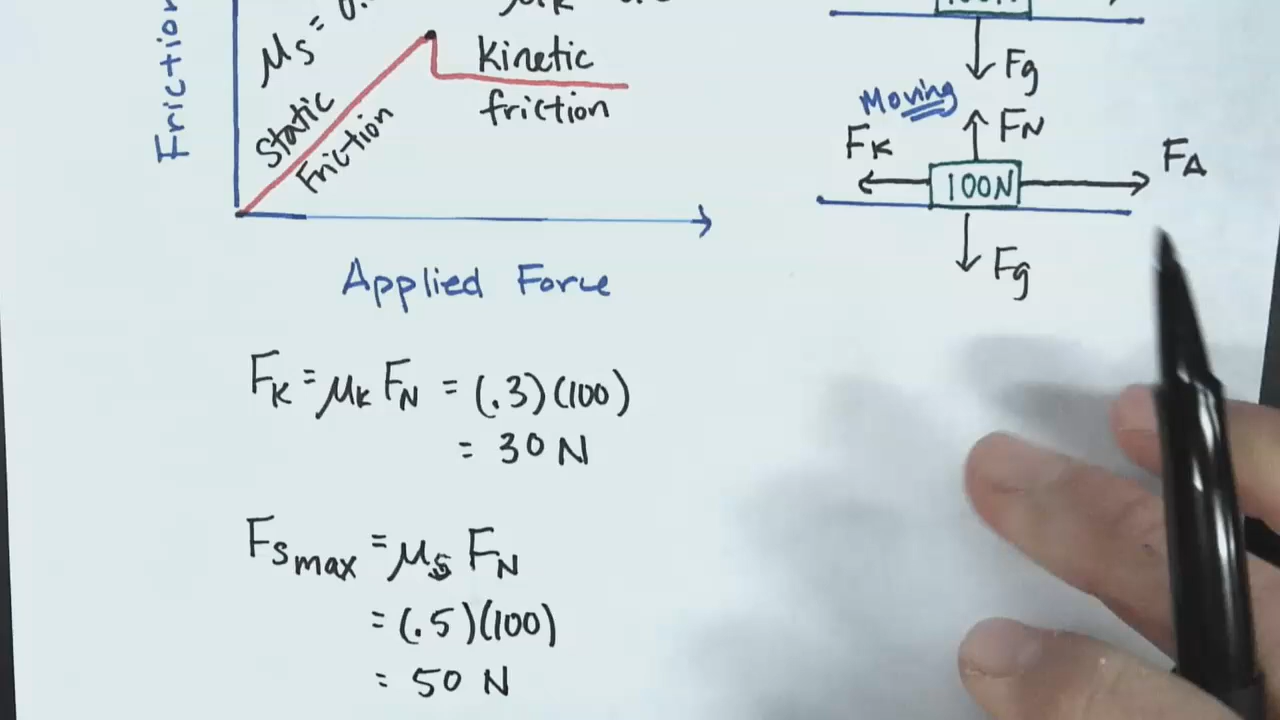 Friction
μs = 0.
Kinetic
friction
Static
Friction
Applied Force
Fg
Moving
FK
FN
100N
FA
Fg
FK = μK FN = (.3)(100)
= 30 N
Fs max = μs FN
= (.5)(100)
= 50 N